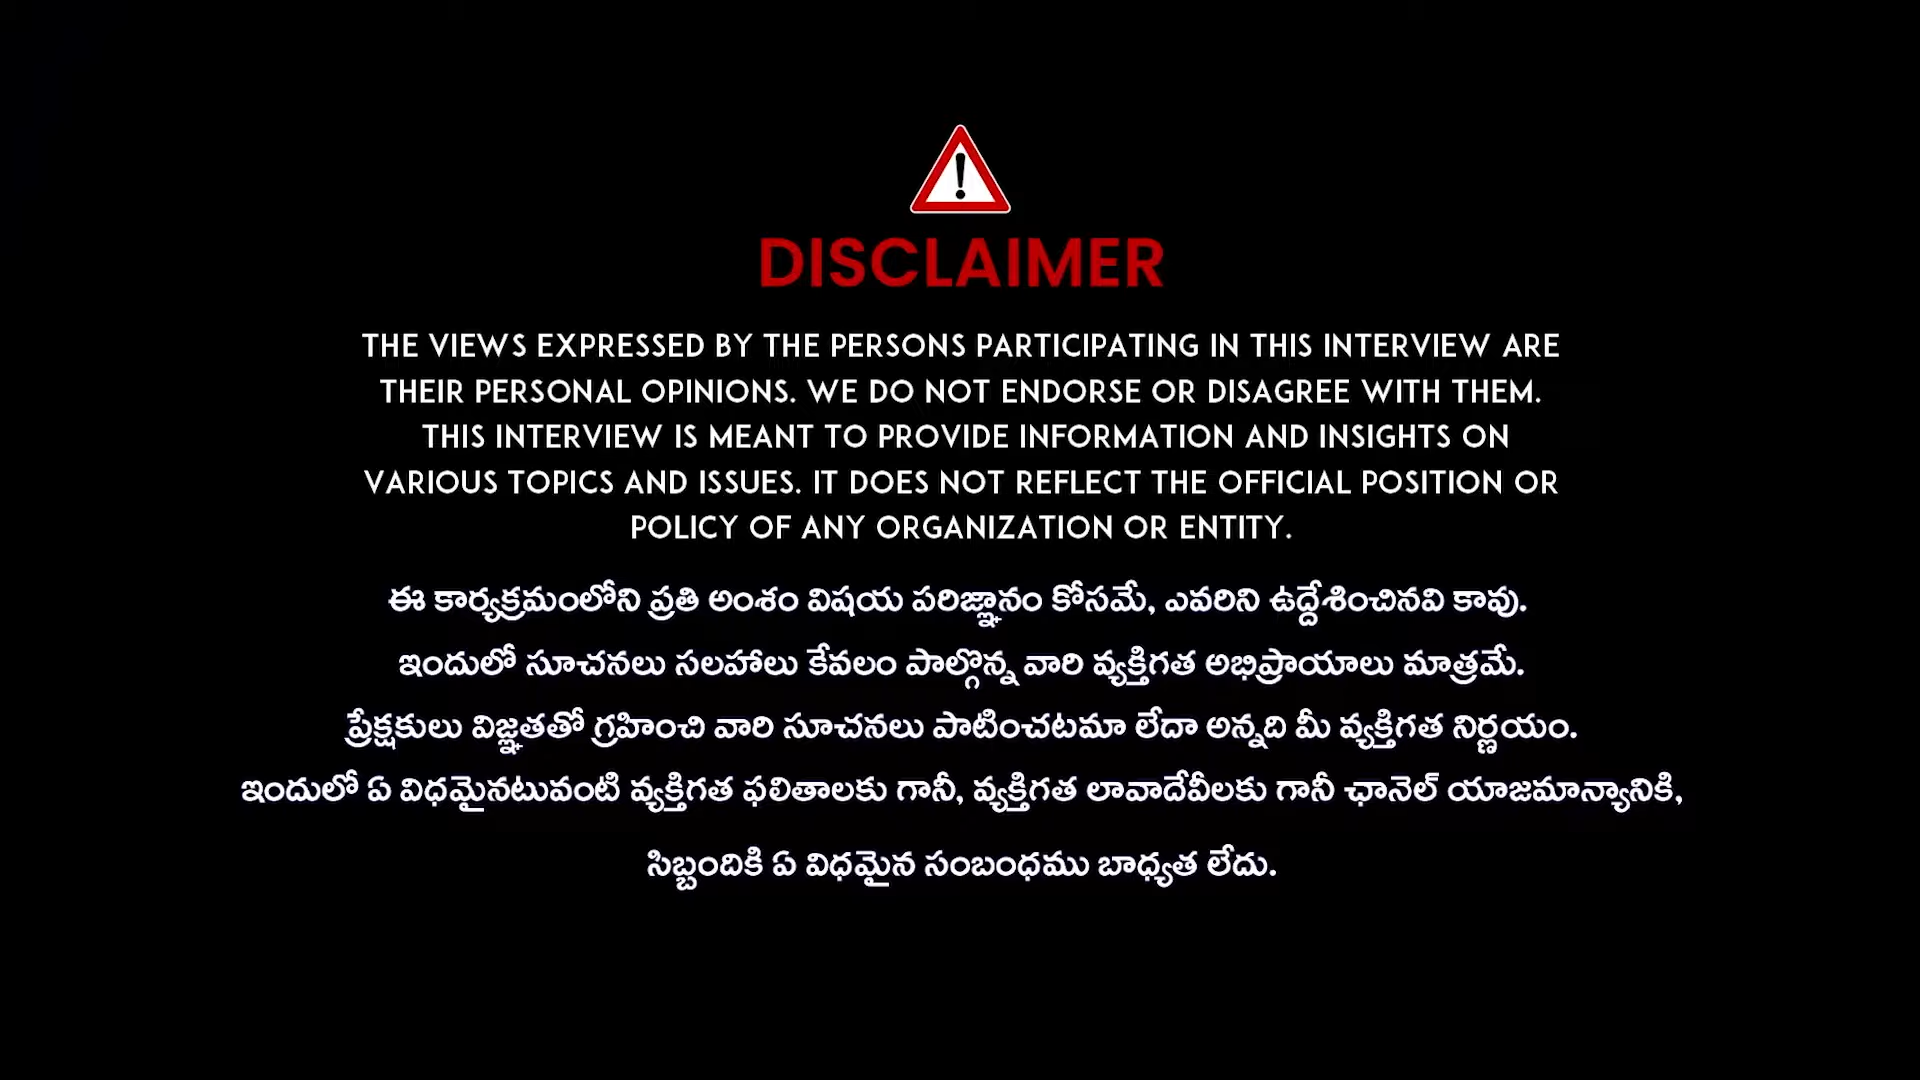 DISCLAIMER
THE VIEWS EXPRESSED BY THE PERSONS PARTICIPATING IN THIS INTERVIEW ARE
THEIR PERSONAL OPINIONS. WE DO NOT ENDORSE OR DISAGREE WITH THEM.
THIS INTERVIEW IS MEANT TO PROVIDE INFORMATION AND INSIGHTS ON
VARIOUS TOPICS AND ISSUES. IT DOES NOT REFLECT THE OFFICIAL POSITION OR
POLICY OF ANY ORGANIZATION OR ENTITY.
ఈ కార్యక్రమంలోని ప్రతి అంశం విషయ పరిజ్ఞానం కోసమే, ఎవరిని ఉద్దేశించినవి కావు.
ఇందులో సూచనలు సలహాలు కేవలం పాల్గొన్న వారి వ్యక్తిగత అభిప్రాయాలు మాత్రమే.
ప్రేక్షకులు విజ్ఞతతో గ్రహించి వారి సూచనలు పాటించటమా లేదా అన్నది మీ వ్యక్తిగత నిర్ణయం.
ఇందులో ఏ విధమైనటువంటి వ్యక్తిగత ఫలితాలకు గానీ, వ్యక్తిగత లావాదేవీలకు గానీ ఛానెల్ యాజమాన్యానికి,
సిబ్బందికి ఏ విధమైన సంబంధము బాధ్యత లేదు.